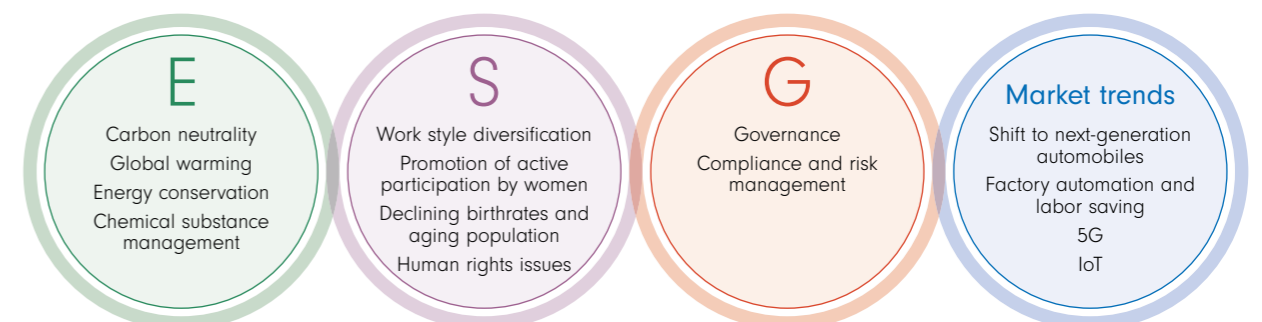 E
Carbon neutrality
Global warming
Energy conservation
Chemical substance
management
S
Work style diversification
Promotion of active
participation by women
Declining birthrates and
aging population
Human rights issues
G
Governance
Compliance and risk
management
Market trends
Shift to next-generation
automobiles
Factory automation and
labor saving
5G
IoT